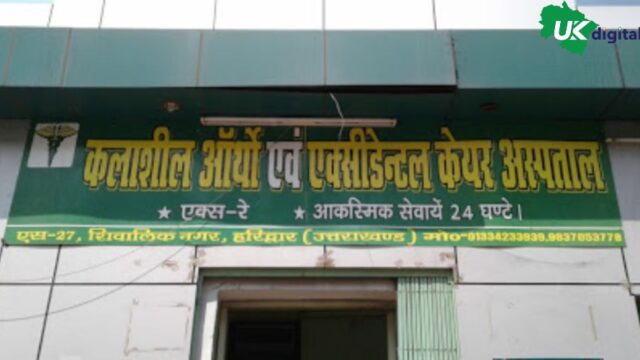 UK digital
कलाशील ऑर्थो एवं एक्सीडेन्टल केयर अस्पताल
★ एक्स-रे ★ आकस्मिक सेवायें 24 घण्टे।
एस-27, शिवालिक नगर, हरिद्वार (उत्तराखण्ड) मो०-01334233939,9837053778